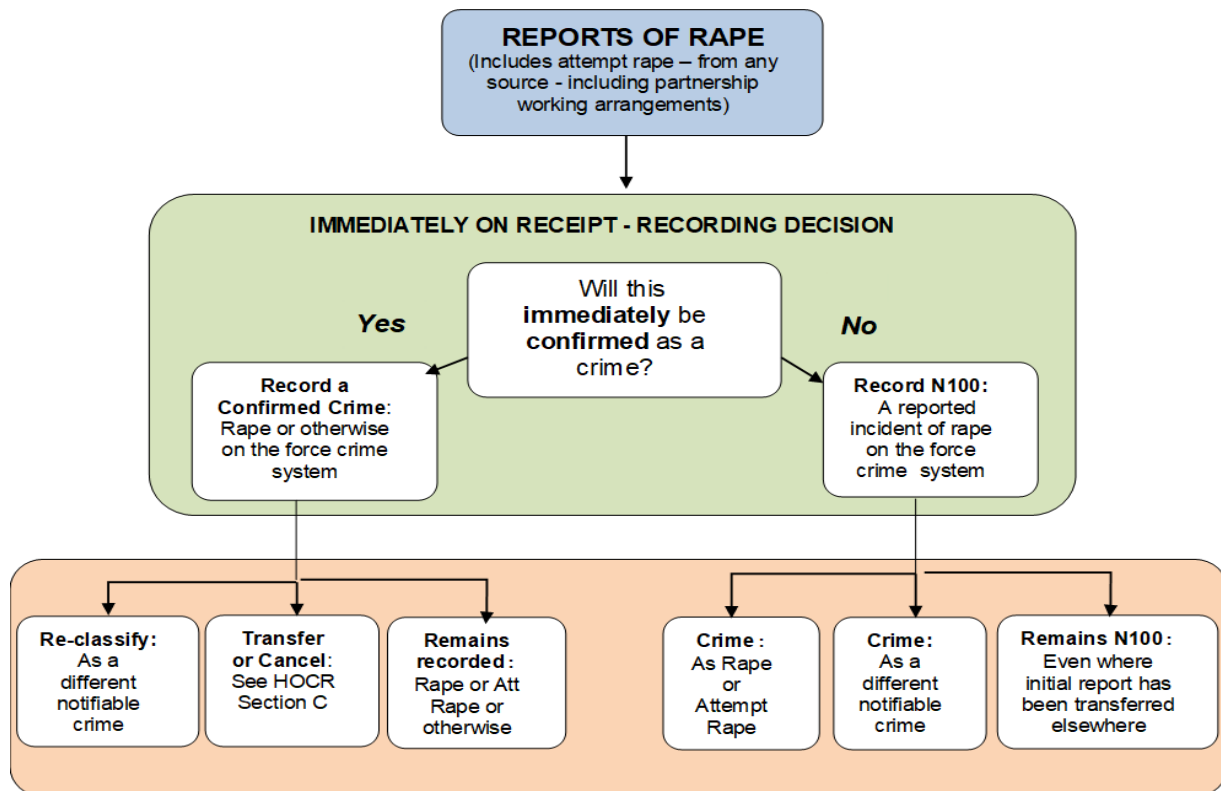 REPORTS OF RAPE
(Includes attempt rape – from any
source - including partnership
working arrangements)
IMMEDIATELY ON RECEIPT - RECORDING DECISION
Will this
immediately be
confirmed as a
crime?
Yes
No
Record a
Confirmed Crime:
Rape or otherwise
on the force crime
system
Record N100:
A reported
incident of rape
on the force
crime system
Re-classify:
As a
different
notifiable
crime
Transfer
or Cancel:
See HOCR
Section C
Remains
recorded:
Rape or Att
Rape or
otherwise
Crime:
As Rape
or
Attempt
Rape
Crime:
As a
different
notifiable
crime
Remains N100:
Even where
initial report has
been transferred
elsewhere